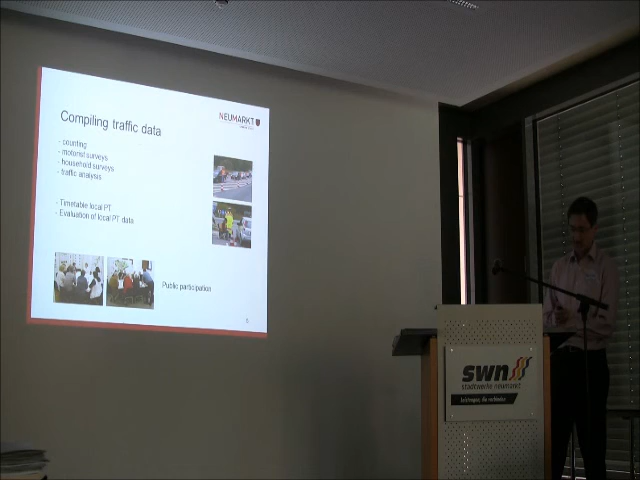 NEUMARKT
Compiling traffic data
- counting
- motorist surveys
- household surveys
- traffic analysis
- Timetable local PT
- Evaluation of local PT data
Public participation
swn
stadtwerke neumarkt